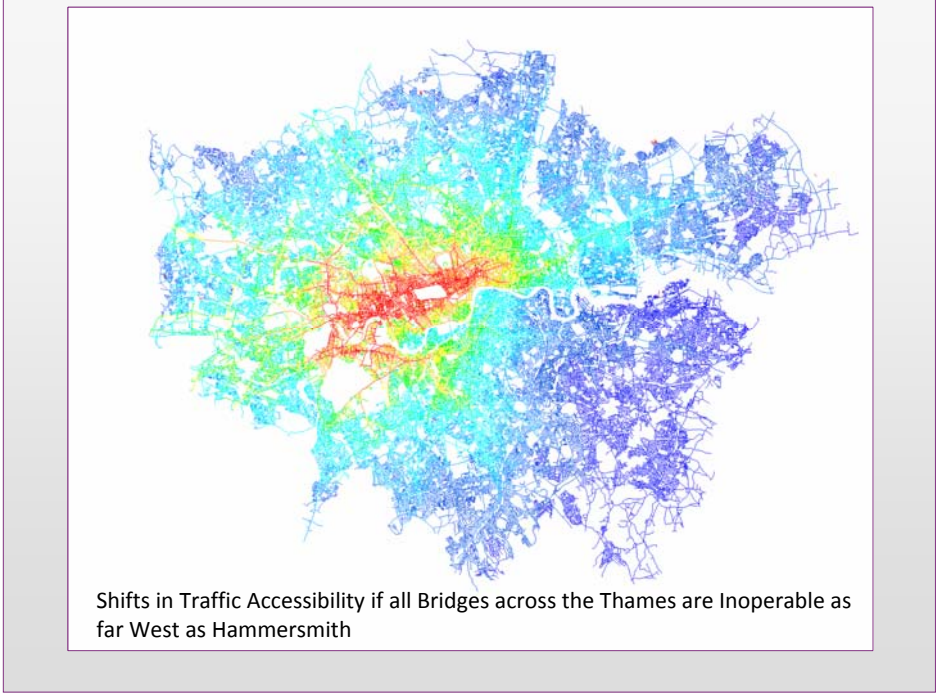 Shifts in Traffic Accessibility if all Bridges across the Thames are Inoperable as
far West as Hammersmith